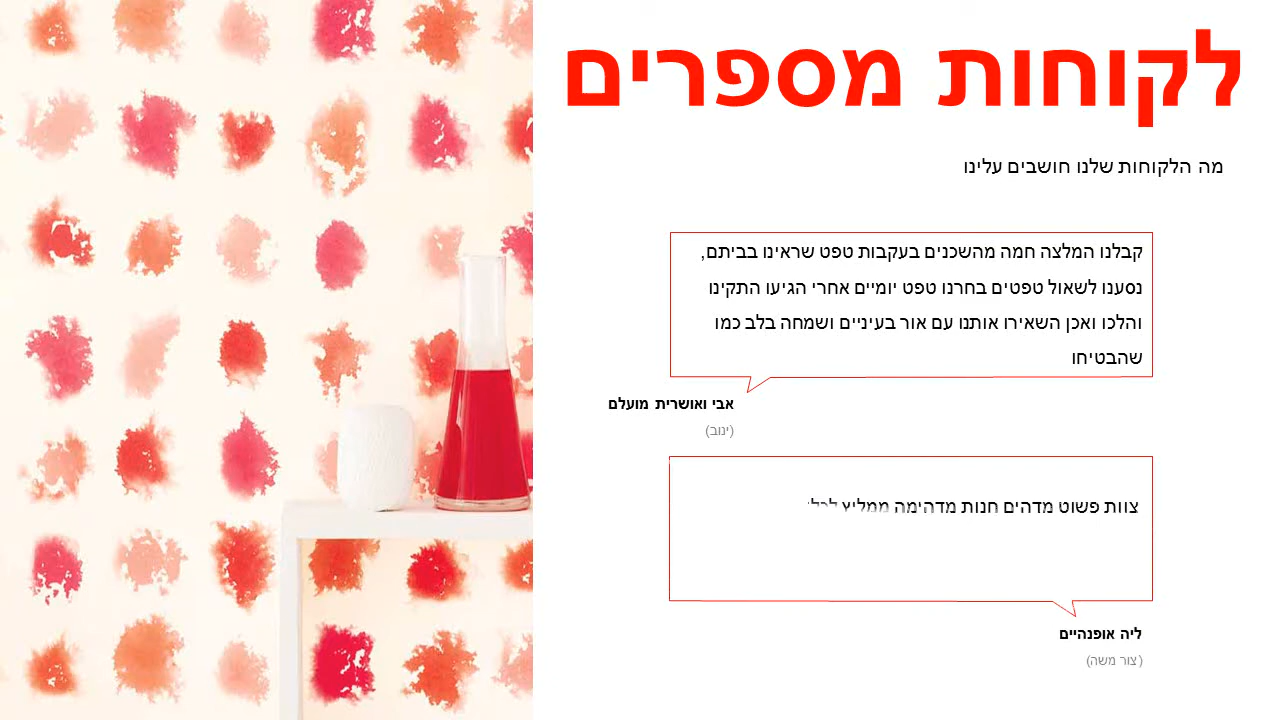 לקוחות מספרים
מה הלקוחות שלנו חושבים עלינו
קבלנו המלצה חמה מהשכנים בעקבות טפט שראינו בביתם,
נסענו לשאול טפטים בחרנו טפט יומיים אחרי הגיעו התקינו
והלכו ואכן השאירו אותנו עם אור בעיניים ושמחה בלב כמו
שהבטיחו
אבי ואושרית מועלם
(ינוב)
צוות פשוט מדהים חנות מדהימה ממליץ
ליה אופנהיים
(צור משה)